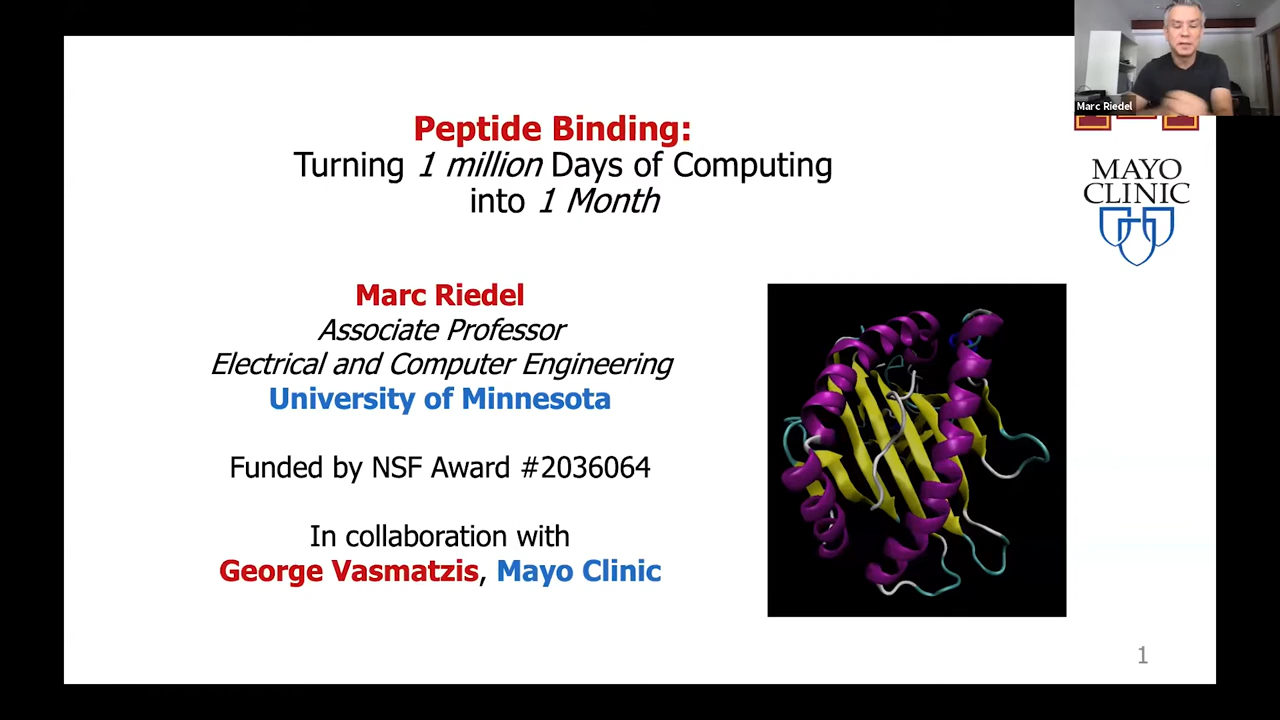 Marc Riedel
Peptide Binding:
Turning 1 million Days of Computing
into 1 Month
MAYO
CLINIC
Marc Riedel
Associate Professor
Electrical and Computer Engineering
University of Minnesota
Funded by NSF Award #2036064
In collaboration with
George Vasmatzis, Mayo Clinic
1